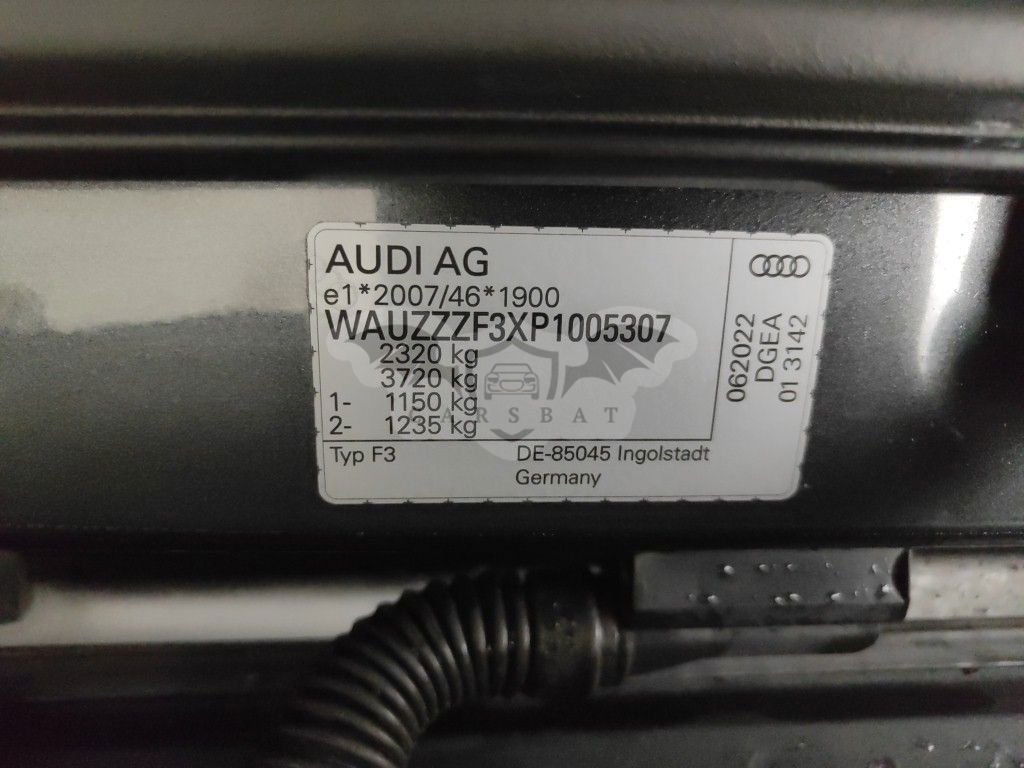 AUDI AG
e1*2007/46*1900
WAUZZZF3XP1005307
2320 kg
3720 kg
1- 1150 kg
2- 1235 kg
Typ F3
DE-85045 Ingolstadt
Germany
062022
DGEA
01 3142
CARSBAT